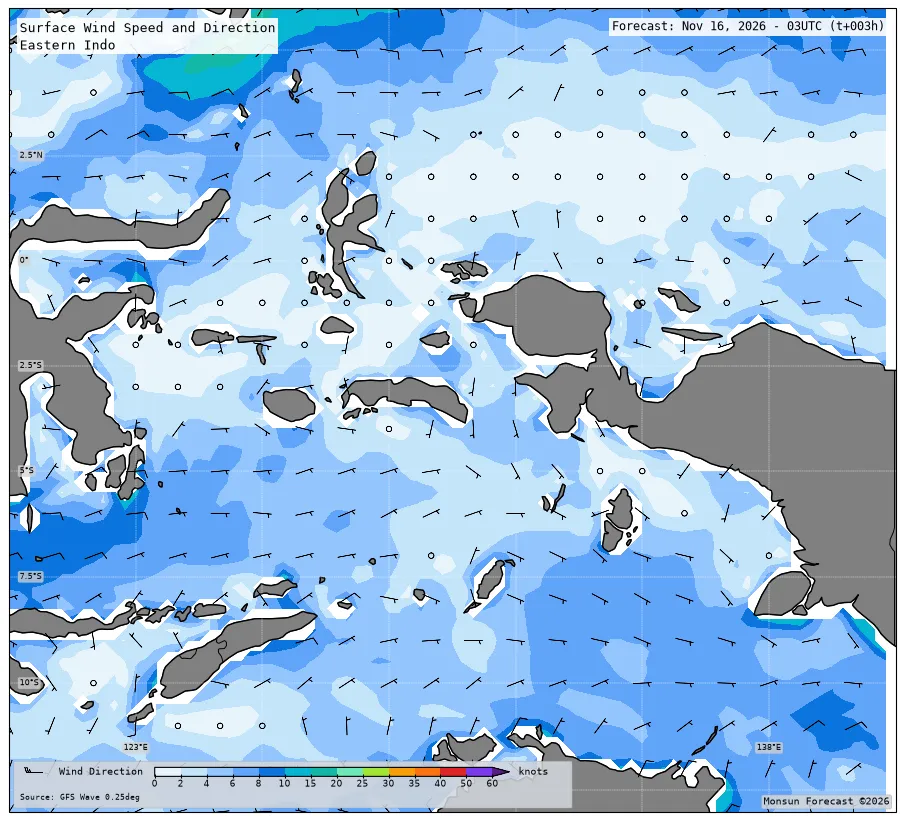 Surface Wind Speed and Direction
Eastern Indo
Forecast: Nov 16, 2026 - 03UTC (t+003h)
2.5°N
0°
2.5°S
5°S
7.5°S
10°S
123°E
138°E
Wind Direction
knots
0 2 4 6 8 10 15 20 25 30 35 40 50 60
Source: GFS Wave 0.25deg
Monsun Forecast ©2026